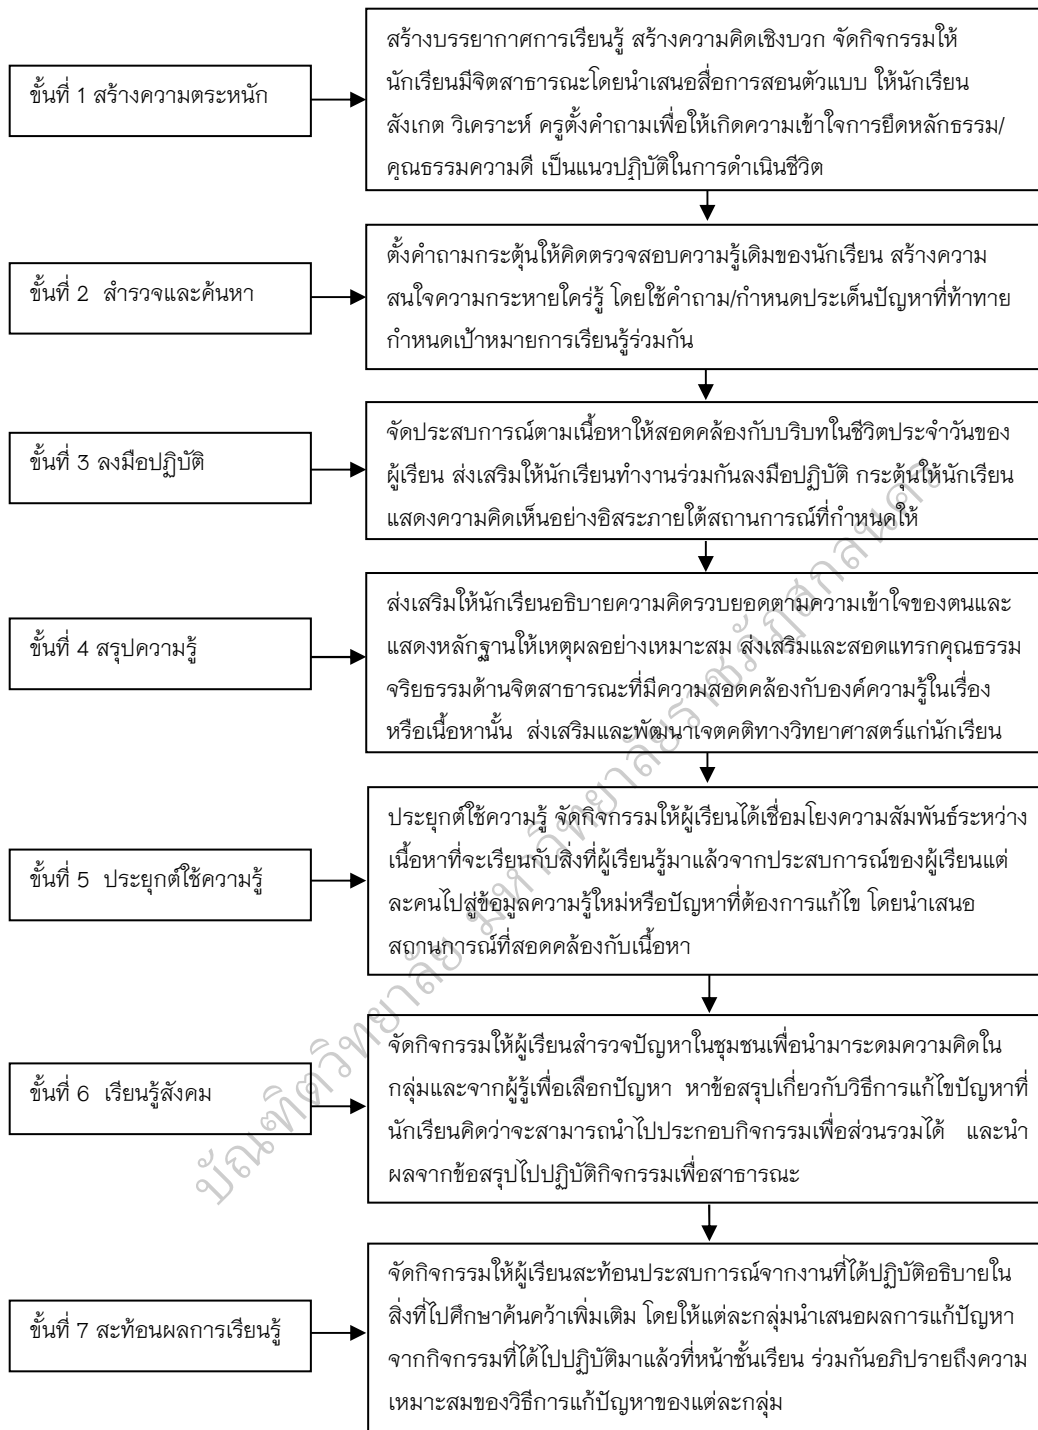 ขั้นที่ 1 สร้างความตระหนัก
สร้างบรรยากาศการเรียนรู้ สร้างความคิดเชิงบวก จัดกิจกรรมให้
นักเรียนมีจิตสาธารณะโดยนำเสนอสื่อการสอนตัวแบบ ให้นักเรียน
สังเกต วิเคราะห์ ครูตั้งคำถามเพื่อให้เกิดความเข้าใจการยึดหลักธรรม/
คุณธรรมความดี เป็นแนวปฏิบัติในการดำเนินชีวิต
ขั้นที่ 2 สำรวจและค้นหา
ตั้งคำถามกระตุ้นให้คิดตรวจสอบความรู้เดิมของนักเรียน สร้างความ
สนใจความกระหายใคร่รู้ โดยใช้คำถาม/กำหนดประเด็นปัญหาที่ท้าทาย
กำหนดเป้าหมายการเรียนรู้ร่วมกัน
ขั้นที่ 3 ลงมือปฏิบัติ
จัดประสบการณ์ตามเนื้อหาให้สอดคล้องกับบริบทในชีวิตประจำวันของ
ผู้เรียน ส่งเสริมให้นักเรียนทำงานร่วมกันลงมือปฏิบัติ กระตุ้นให้นักเรียน
แสดงความคิดเห็นอย่างอิสระภายใต้สถานการณ์ที่กำหนดให้
ขั้นที่ 4 สรุปความรู้
ส่งเสริมให้นักเรียนอธิบายความคิดรวบยอดตามความเข้าใจของตนและ
แสดงหลักฐานให้เหตุผลอย่างเหมาะสม ส่งเสริมและสอดแทรกคุณธรรม
จริยธรรมด้านจิตสาธารณะที่มีความสอดคล้องกับองค์ความรู้ในเรื่อง
หรือเนื้อหานั้น ส่งเสริมและพัฒนาเจตคติทางวิทยาศาสตร์แก่นักเรียน
ขั้นที่ 5 ประยุกต์ใช้ความรู้
ประยุกต์ใช้ความรู้ จัดกิจกรรมให้ผู้เรียนได้เชื่อมโยงความสัมพันธ์ระหว่าง
เนื้อหาที่จะเรียนกับสิ่งที่ผู้เรียนรู้มาแล้วจากประสบการณ์ของผู้เรียนแต่
ละคนไปสู่ข้อมูลความรู้ใหม่หรือปัญหาที่ต้องการแก้ไข โดยนำเสนอ
สถานการณ์ที่สอดคล้องกับเนื้อหา
ขั้นที่ 6 เรียนรู้สังคม
จัดกิจกรรมให้ผู้เรียนสำรวจปัญหาในชุมชนเพื่อนำมาระดมความคิดใน
กลุ่มและจากผู้รู้เพื่อเลือกปัญหา หาข้อสรุปเกี่ยวกับวิธีการแก้ไขปัญหาที่
นักเรียนคิดว่าจะสามารถนำไปประกอบกิจกรรมเพื่อส่วนรวมได้ และนำ
ผลจากข้อสรุปไปปฏิบัติกิจกรรมเพื่อสาธารณะ
ขั้นที่ 7 สะท้อนผลการเรียนรู้
จัดกิจกรรมให้ผู้เรียนสะท้อนประสบการณ์จากงานที่ได้ปฏิบัติอธิบายใน
สิ่งที่ไปศึกษาค้นคว้าเพิ่มเติม โดยให้แต่ละกลุ่มนำเสนอผลการแก้ปัญหา
จากกิจกรรมที่ได้ไปปฏิบัติมาแล้วที่หน้าชั้นเรียน ร่วมกันอภิปรายถึงความ
เหมาะสมของวิธีการแก้ปัญหาของแต่ละกลุ่ม
บัณฑิตวิทยาลัย มหาวิทยาลัยราชภัฏสกลนคร